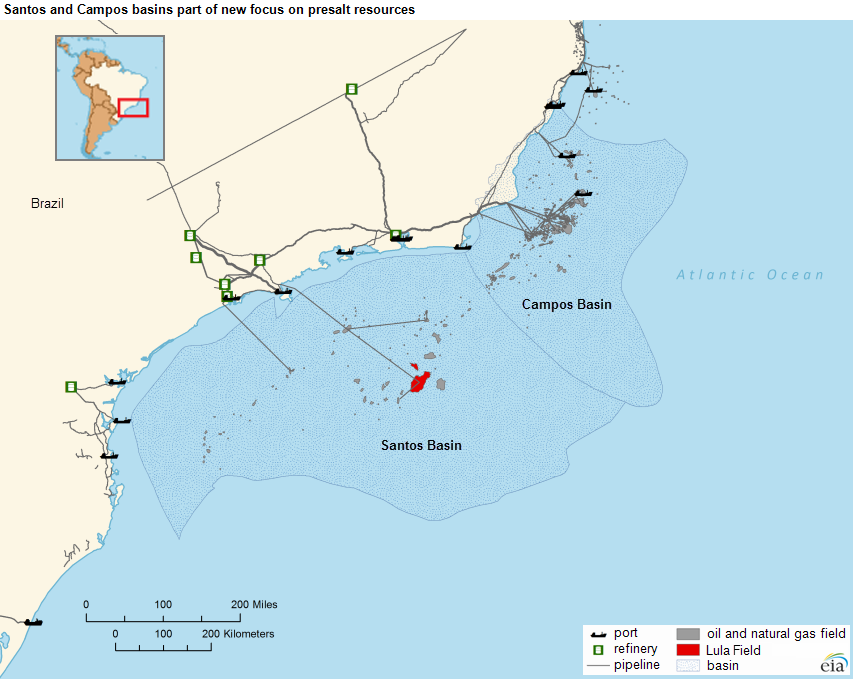 Santos and Campos basins part of new focus on presalt resources
Brazil
Atlantic Ocean
Campos Basin
Santos Basin
0 100 200 Miles
0 100 200 Kilometers
port
refinery
pipeline
oil and natural gas field
Lula Field
basin
eia